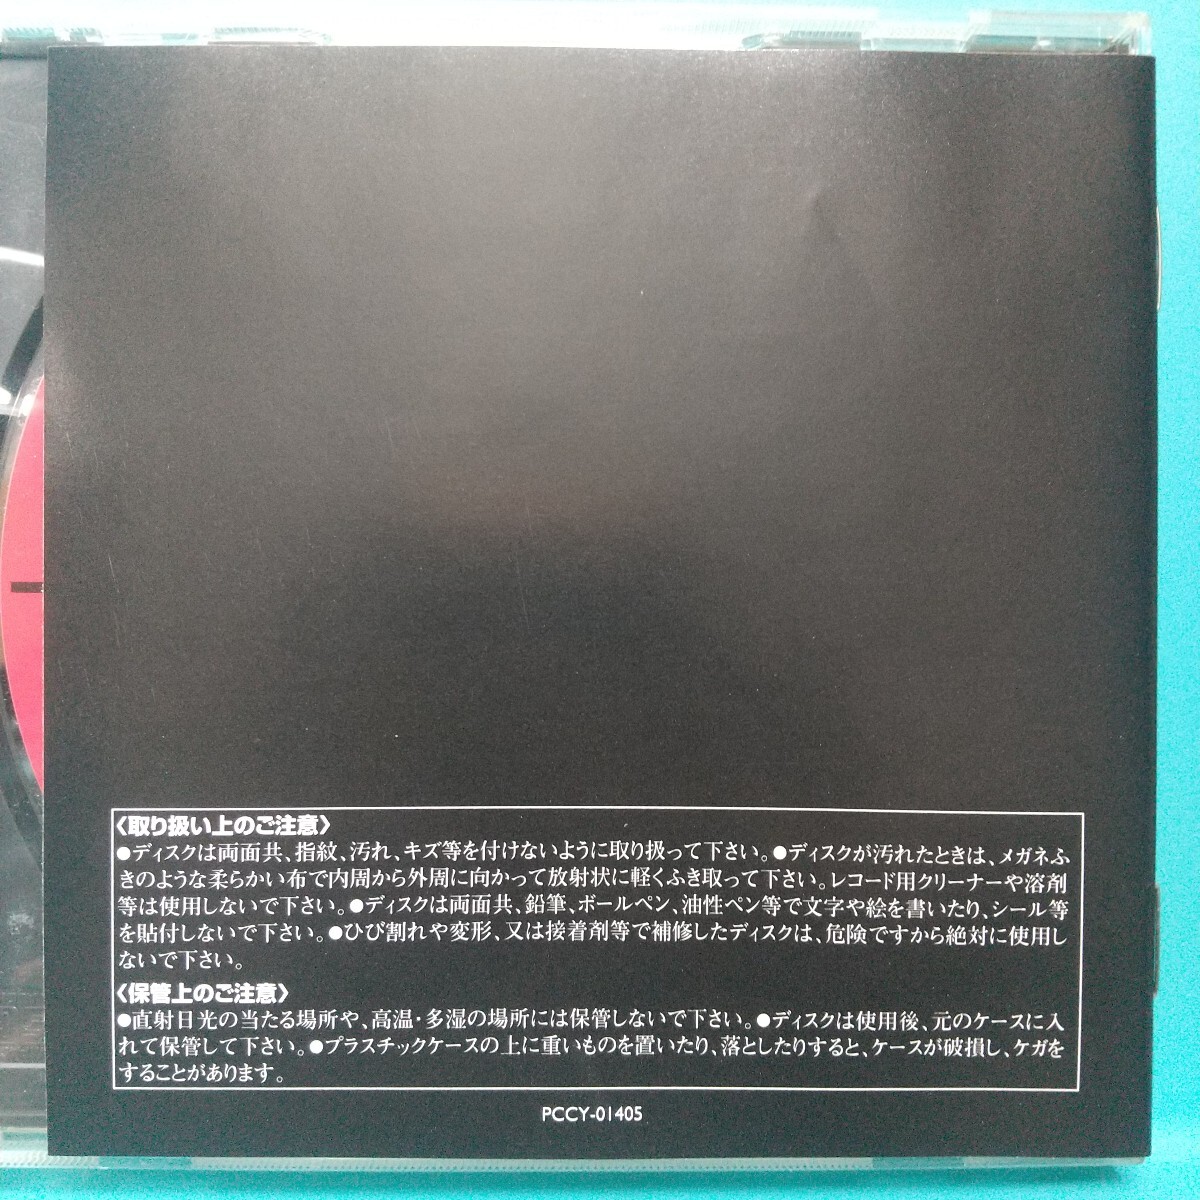 〈取り扱い上のご注意〉
●ディスクは両面共、指紋、汚れ、キズ等を付けないように取り扱って下さい。●ディスクが汚れたときは、メガネふ
きのような柔らかい布で内周から外周に向かって放射状に軽くふき取って下さい。レコード用クリーナーや溶剤
等は使用しないで下さい。●ディスクは両面共、鉛筆、ボールペン、油性ペン等で文字や絵を書いたり、シール等
を貼付しないで下さい。●ひび割れや変形、又は接着剤等で補修したディスクは、危険ですから絶対に使用し
ないで下さい。
〈保管上のご注意〉
●直射日光の当たる場所や、高温・多湿の場所には保管しないで下さい。●ディスクは使用後、元のケースに入
れて保管して下さい。●プラスチックケースの上に重いものを置いたり、落としたりすると、ケースが破損し、ケガを
することがあります。
PCCY-01405